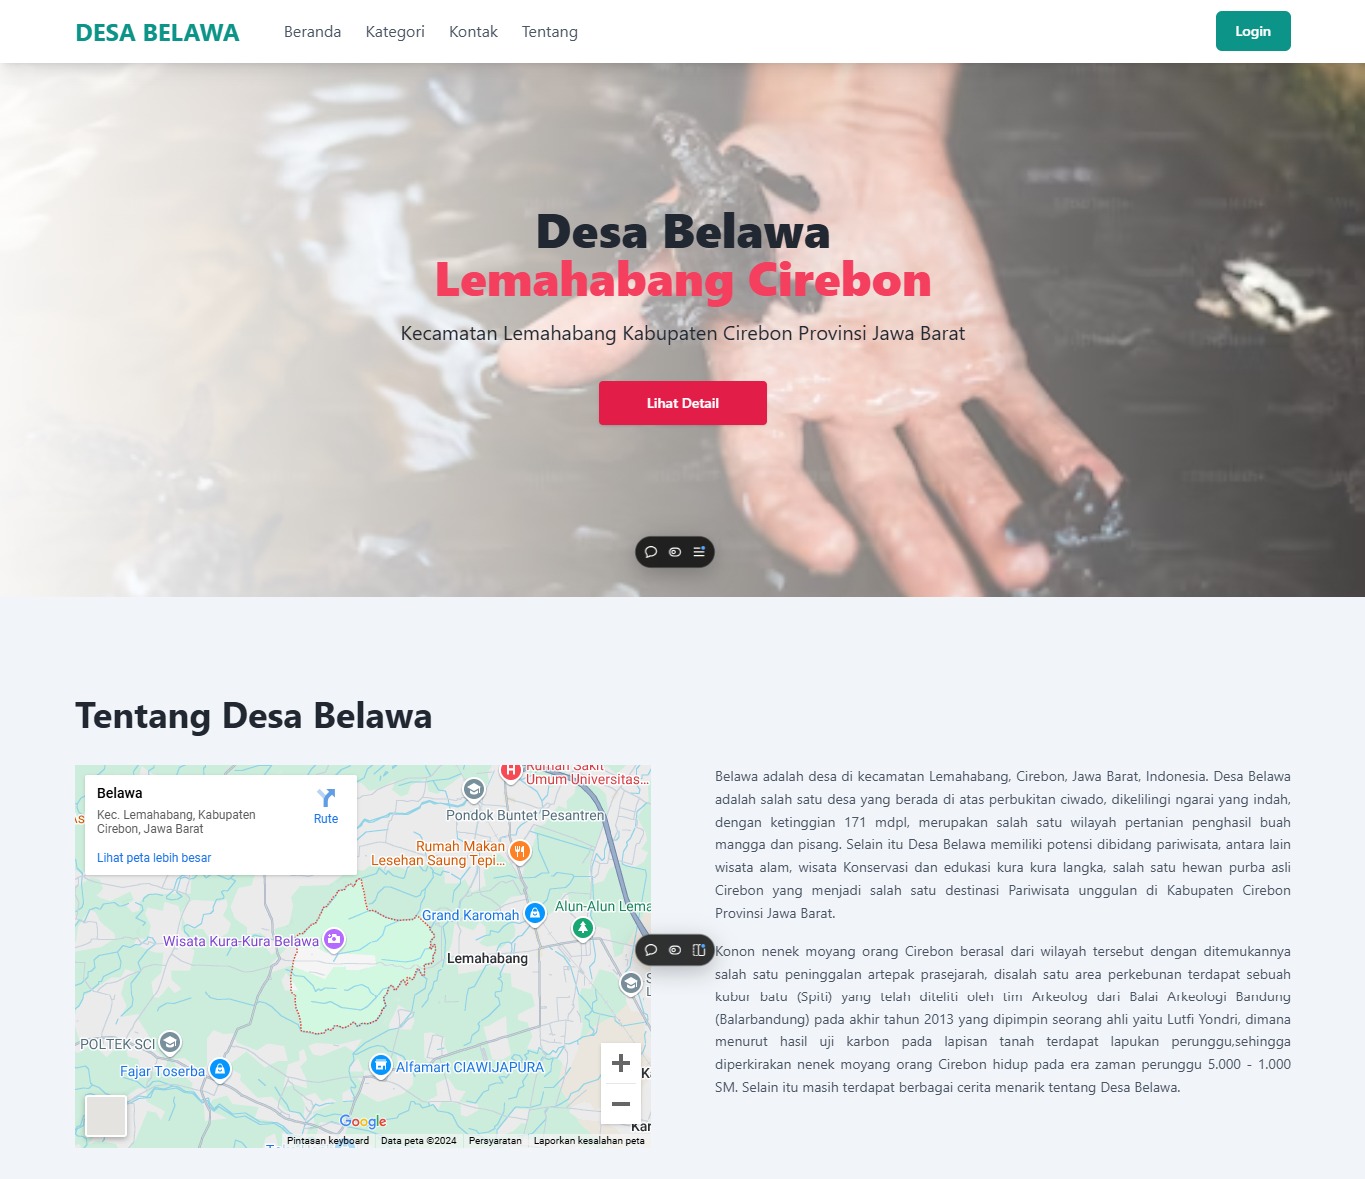 DESA BELAWA
Beranda
Kategori
Kontak
Tentang
Login
Desa Belawa
Lemahabang Cirebon
Kecamatan Lemahabang Kabupaten Cirebon Provinsi Jawa Barat
Lihat Detail
Tentang Desa Belawa
Belawa
Kec. Lemahabang, Kabupaten
Cirebon, Jawa Barat
Rute
Lihat peta lebih besar
Rumah Sakit
Umum Universitas...
Pondok Buntet Pesantren
Rumah Makan
Lesehan Saung Tepi...
Grand Karomah
Alun-Alun Lema
Wisata Kura-Kura Belawa
Lemahabang
POLTEK SCI
Fajar Toserba
Alfamart CIAWIJAPURA
Google
Pintasan keyboard
Data peta ©2024
Persyaratan
Laporkan kesalahan peta
Belawa adalah desa di kecamatan Lemahabang, Cirebon, Jawa Barat, Indonesia. Desa Belawa
adalah salah satu desa yang berada di atas perbukitan ciwado, dikelilingi ngarai yang indah,
dengan ketinggian 171 mdpl, merupakan salah satu wilayah pertanian penghasil buah
mangga dan pisang. Selain itu Desa Belawa memiliki potensi dibidang pariwisata, antara lain
wisata alam, wisata Konservasi dan edukasi kura kura langka, salah satu hewan purba asli
Cirebon yang menjadi salah satu destinasi Pariwisata unggulan di Kabupaten Cirebon
Provinsi Jawa Barat.
Konon nenek moyang orang Cirebon berasal dari wilayah tersebut dengan ditemukannya
salah satu peninggalan artepak prasejarah, disalah satu area perkebunan terdapat sebuah
kubur batu (Spiti) yang telah diteliti oleh tim Arkeolog dari Balai Arkeologi Bandung
(Balarbandung) pada akhir tahun 2013 yang dipimpin seorang ahli yaitu Lutfi Yondri, dimana
menurut hasil uji karbon pada lapisan tanah terdapat lapukan perunggu,sehingga
diperkirakan nenek moyang orang Cirebon hidup pada era zaman perunggu 5.000 - 1.000
SM. Selain itu masih terdapat berbagai cerita menarik tentang Desa Belawa.